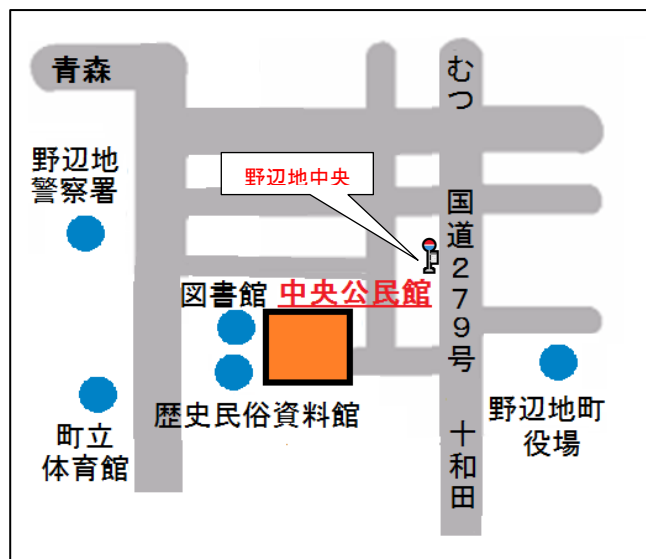 青森
むつ
野辺地
警察署
野辺地中央
国道279号
図書館
中央公民館
歴史民俗資料館
町立
体育館
野辺地町
役場
十和田